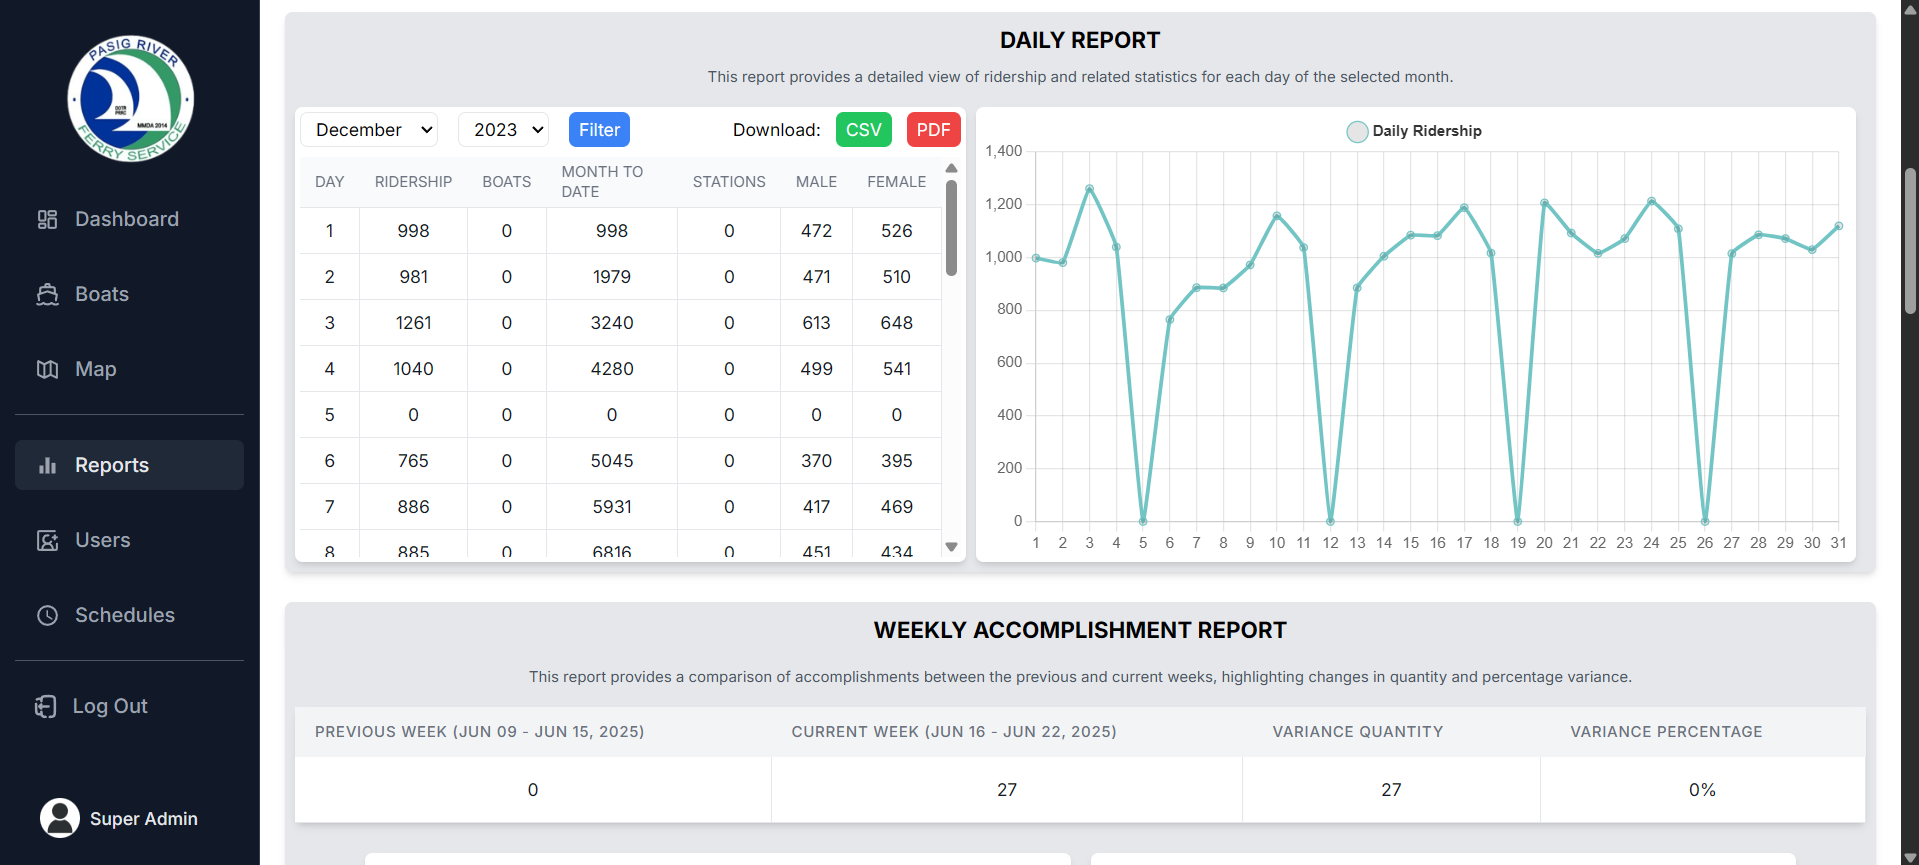 PASIG RIVER
DOTR
PRRC
MMDA 2014
FERRY SERVICE
Dashboard
Boats
Map
Reports
Users
Schedules
Log Out
Super Admin
DAILY REPORT
This report provides a detailed view of ridership and related statistics for each day of the selected month.
December 2023 Filter Download: CSV PDF
DAY RIDERSHIP BOATS MONTH TO DATE STATIONS MALE FEMALE
1 998 0 998 0 472 526
2 981 0 1979 0 471 510
3 1261 0 3240 0 613 648
4 1040 0 4280 0 499 541
5 0 0 0 0 0 0
6 765 0 5045 0 370 395
7 886 0 5931 0 417 469
8 885 0 6816 0 451 434
Daily Ridership
1,400
1,200
1,000
800
600
400
200
0
1 2 3 4 5 6 7 8 9 10 11 12 13 14 15 16 17 18 19 20 21 22 23 24 25 26 27 28 29 30 31
WEEKLY ACCOMPLISHMENT REPORT
This report provides a comparison of accomplishments between the previous and current weeks, highlighting changes in quantity and percentage variance.
PREVIOUS WEEK (JUN 09 - JUN 15, 2025) CURRENT WEEK (JUN 16 - JUN 22, 2025) VARIANCE QUANTITY VARIANCE PERCENTAGE
0 27 27 0%